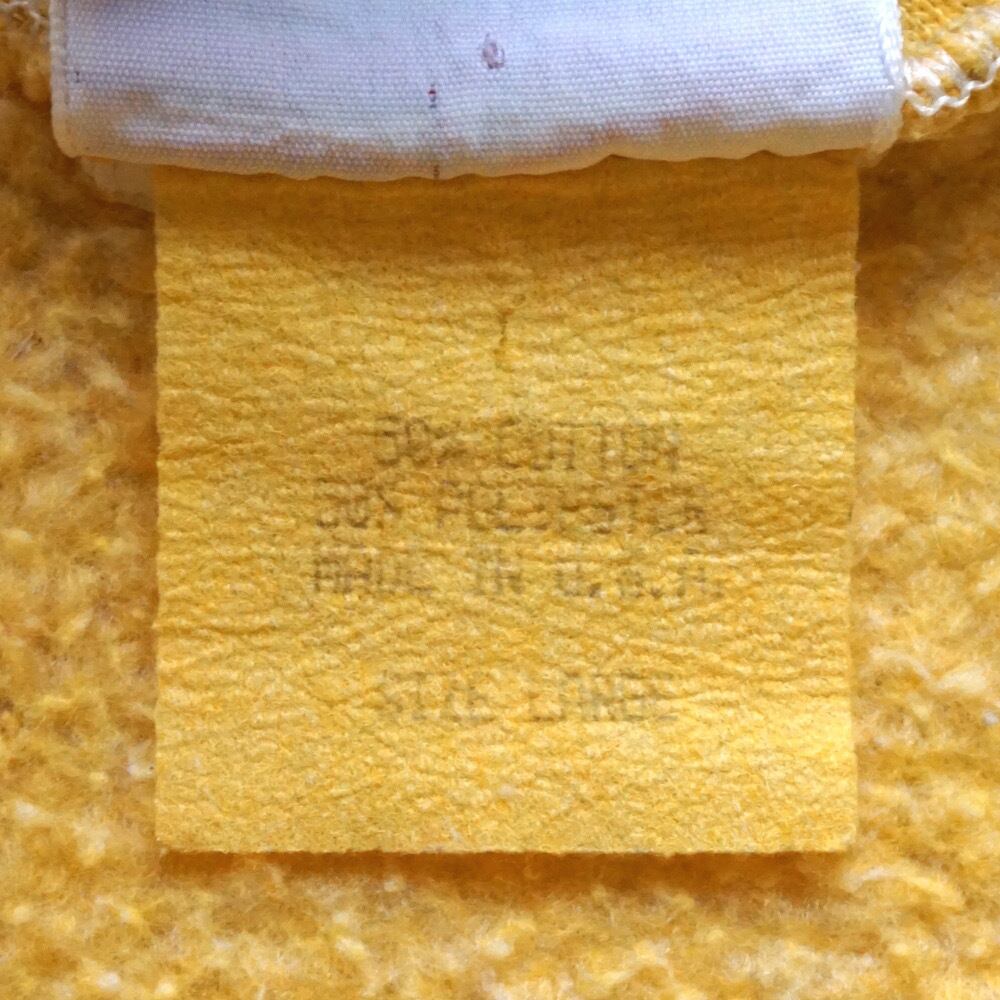 50% COTTON
50% POLYESTER
MADE IN U.S.A.
SIZE LARGE